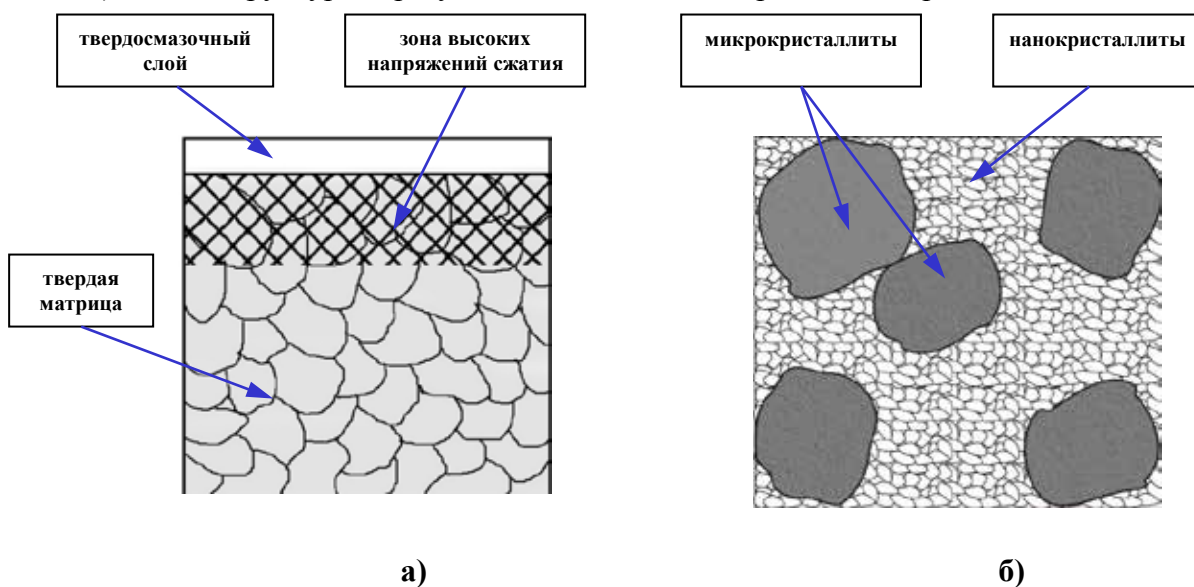 твердосмазочный
слой
зона высоких
напряжений сжатия
микрокристаллиты
нанокристаллиты
твердая
матрица
а)
б)